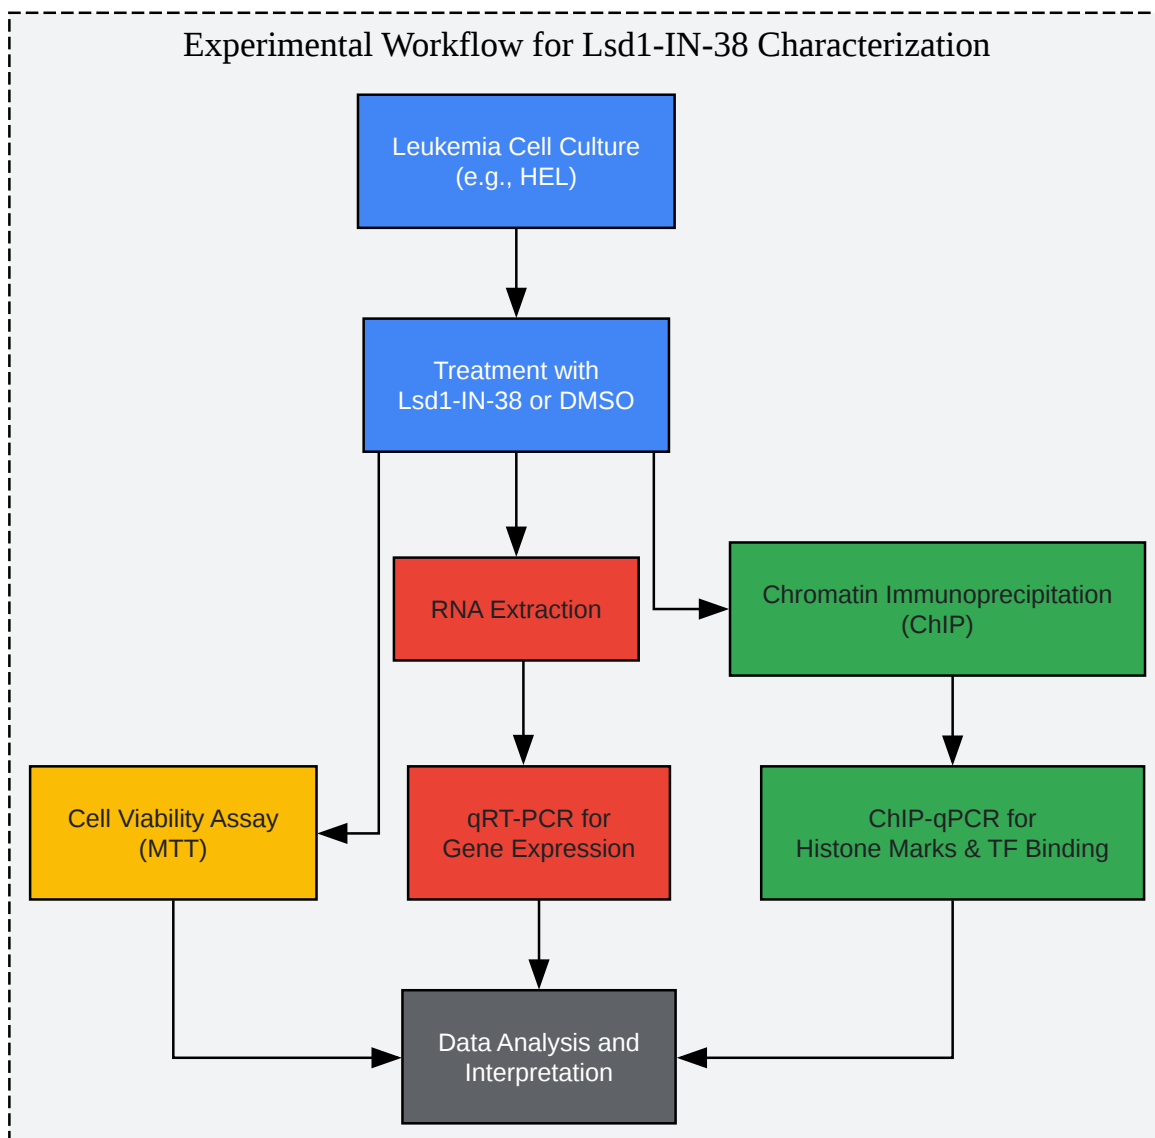 Experimental Workflow for Lsd1-IN-38 Characterization
Leukemia Cell Culture
(e.g., HEL)
Treatment with
Lsd1-IN-38 or DMSO
RNA Extraction
Chromatin Immunoprecipitation
(ChIP)
Cell Viability Assay
(MTT)
qRT-PCR for
Gene Expression
ChIP-qPCR for
Histone Marks & TF Binding
Data Analysis and
Interpretation